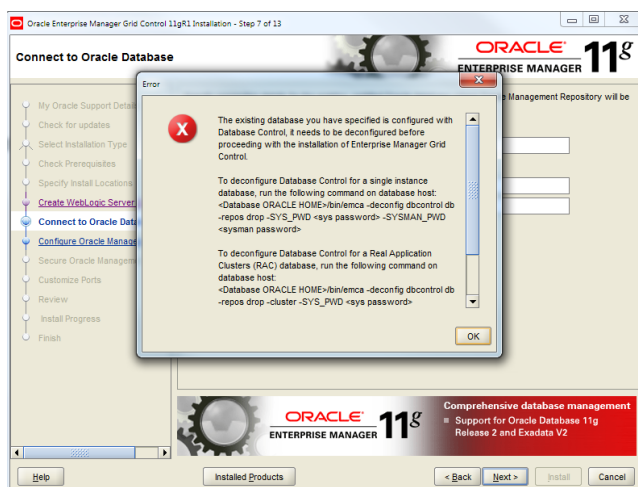 Oracle Enterprise Manager Grid Control 11gR1 Installation - Step 7 of 13
Connect to Oracle Database
ORACLE
ENTERPRISE MANAGER 11g
Error
My Oracle Support Detai
Check for updates
Select Installation Type
Check Prerequisites
Specify Install Locations
Create WebLogic Server
Connect to Oracle Data
Configure Oracle Manage
Secure Oracle Managem
Customize Ports
Review
Install Progress
Finish
e Management Repository will be
The existing database you have specified is configured with
Database Control, it needs to be deconfigured before
proceeding with the installation of Enterprise Manager Grid
Control.
To deconfigure Database Control for a single instance
database, run the following command on database host:
<Database ORACLE HOME>/bin/emca -deconfig dbcontrol db
-repos drop -SYS_PWD <sys password> -SYSMAN_PWD
<sysman password>
To deconfigure Database Control for a Real Application
Clusters (RAC) database, run the following command on
database host:
<Database ORACLE HOME>/bin/emca -deconfig dbcontrol db
-repos drop -cluster -SYS_PWD <sys password>
OK
ORACLE
ENTERPRISE MANAGER 11g
Comprehensive database management
Support for Oracle Database 11g
Release 2 and Exadata V2
Help
Installed Products
< Back
Next >
Install
Cancel